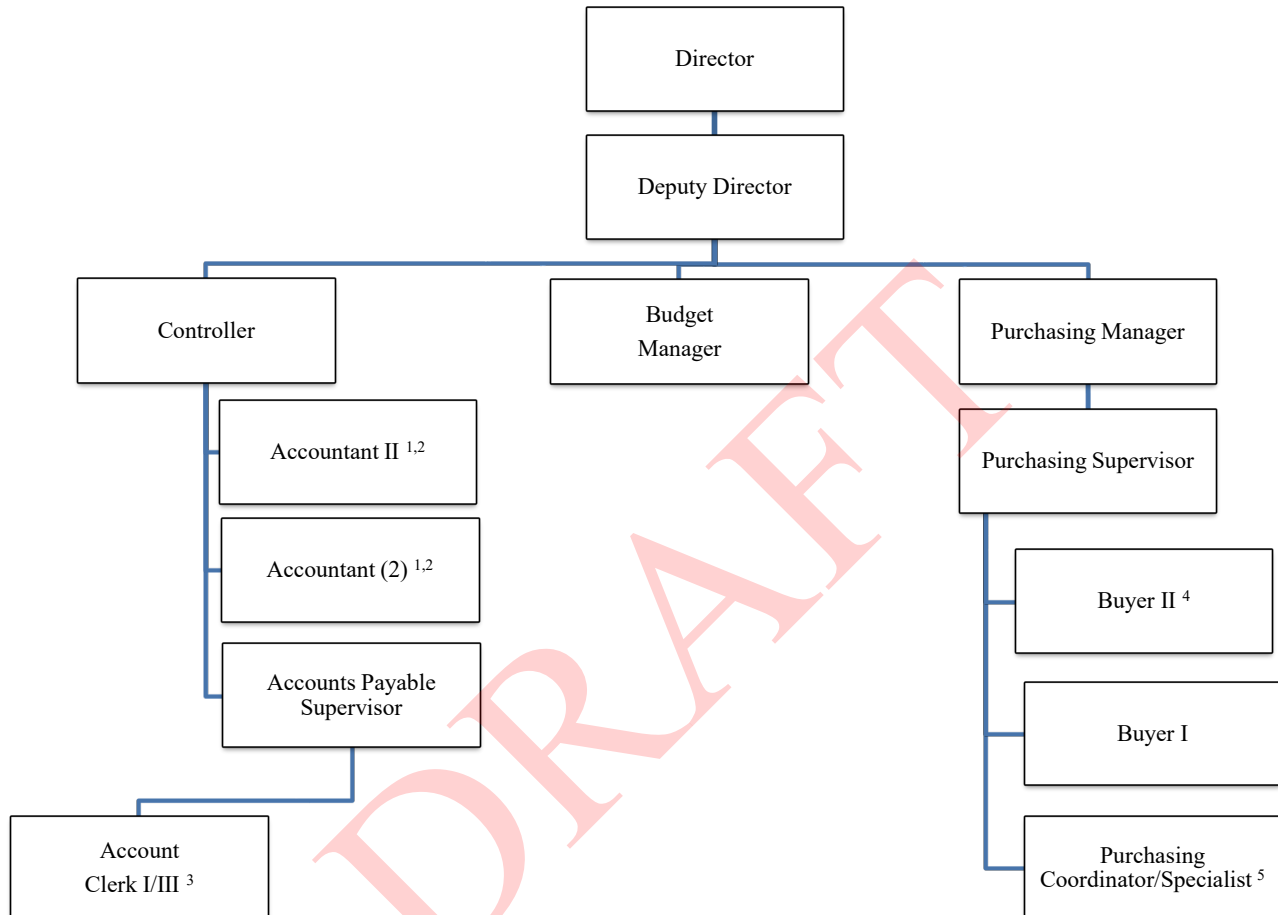 Director
Deputy Director
Controller
Budget
Manager
Purchasing Manager
Accountant II 1,2
Purchasing Supervisor
Accountant (2) 1,2
Buyer II 4
Accounts Payable
Supervisor
Buyer I
Account
Clerk I/III 3
Purchasing
Coordinator/Specialist 5
DRAFT